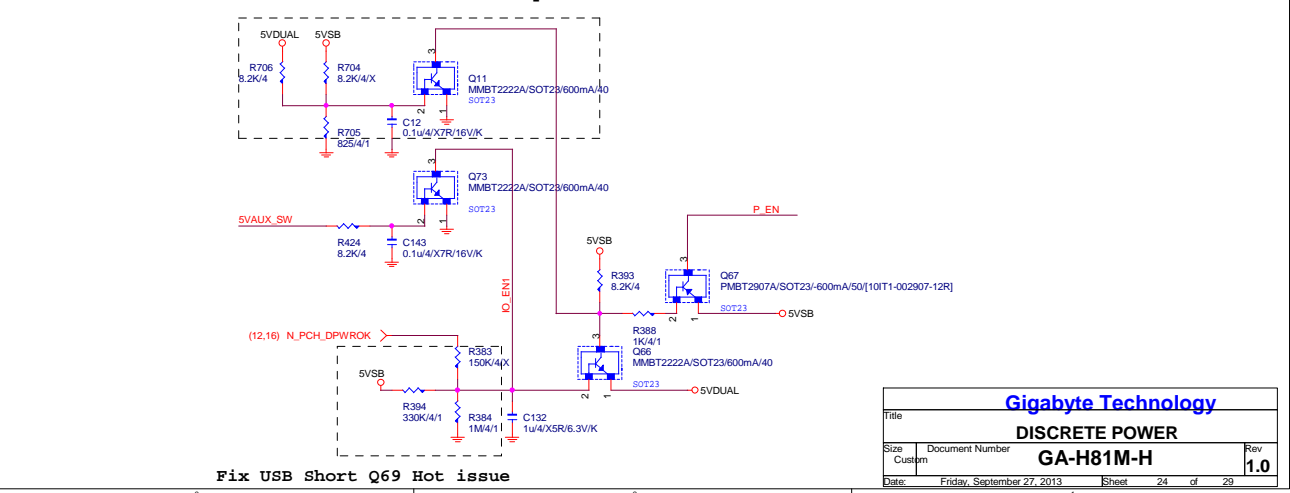 5VDUAL
5VSB
R706
8.2K/4
R704
8.2K/4/X
3
Q11
MMBT2222A/SOT23/600mA/40
SOT23
2
1
C12
0.1u/4/X7R/16V/K
R705
825/4/1
3
Q73
MMBT2222A/SOT23/600mA/40
SOT23
2
1
5VAUX_SW
R424
8.2K/4
C143
0.1u/4/X7R/16V/K
P_EN
5VSB
R393
8.2K/4
3
Q67
PMBT2907A/SOT23/-600mA/50/[10IT1-002907-12R]
SOT23
2
1
5VSB
IO_EN1
R388
1K/4/1
(12,16) N_PCH_DPWROK
R383
150K/4/X
3
Q66
MMBT2222A/SOT23/600mA/40
SOT23
2
1
5VDUAL
5VSB
R394
330K/4/1
R384
1M/4/1
C132
1u/4/X5R/6.3V/K
Fix USB Short Q69 Hot issue
Gigabyte Technology
Title
DISCRETE POWER
Size
Document Number
Rev
Custom
GA-H81M-H
1.0
Date:
Friday, September 27, 2013
Sheet
24
of
29